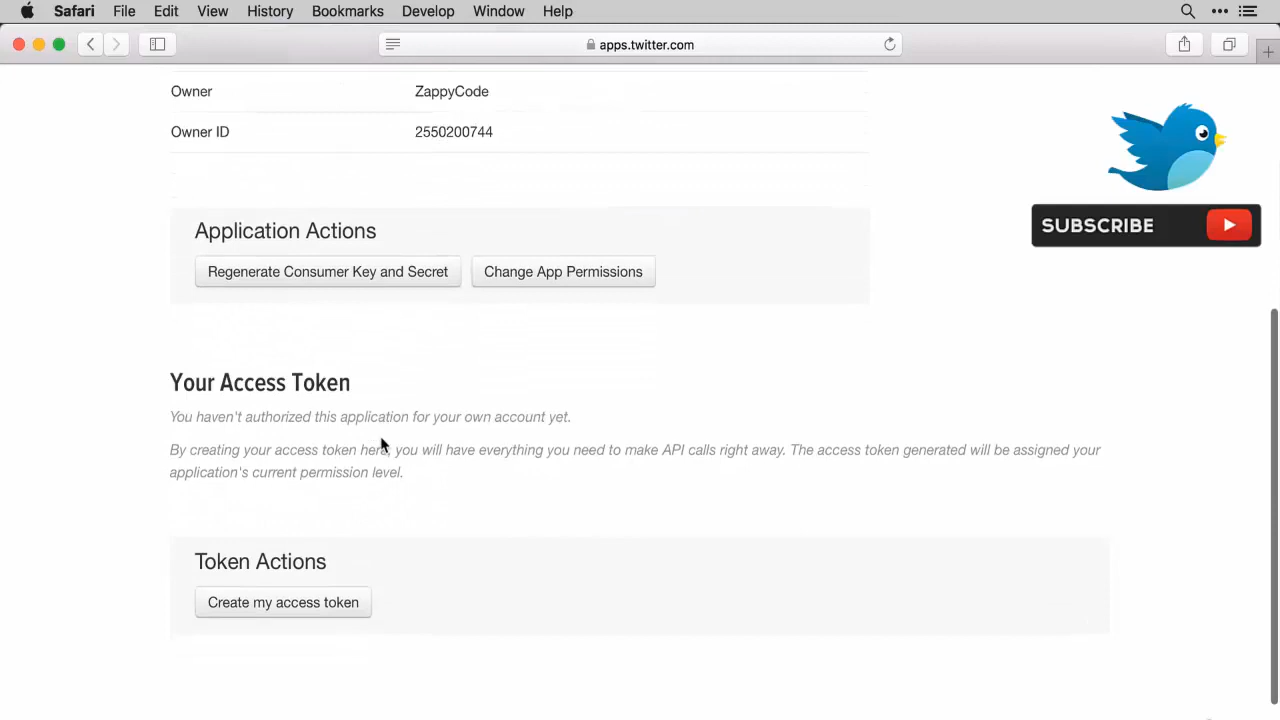 Safari File Edit View History Bookmarks Develop Window Help
apps.twitter.com
Owner ZappyCode
Owner ID 2550200744
SUBSCRIBE
Application Actions
Regenerate Consumer Key and Secret Change App Permissions
Your Access Token
You haven't authorized this application for your own account yet.
By creating your access token here, you will have everything you need to make API calls right away. The access token generated will be assigned your
application's current permission level.
Token Actions
Create my access token